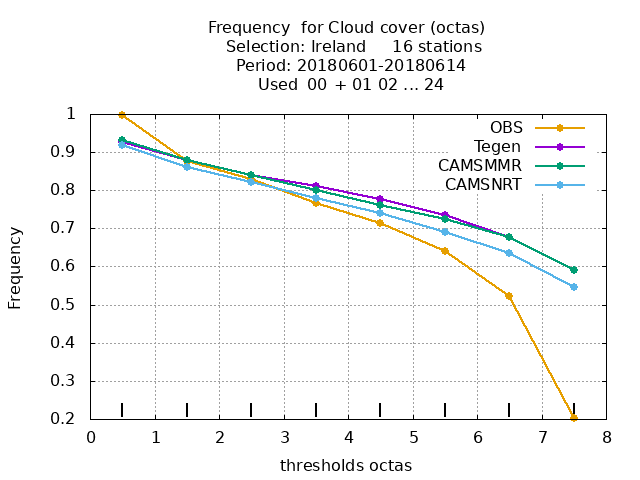 Frequency  for Cloud cover (octas)
Selection: Ireland     16 stations
Period: 20180601-20180614
Used  00  + 01 02 ... 24
OBS
Tegen
CAMSMMR
CAMSNRT
1
0.9
0.8
0.7
0.6
0.5
0.4
0.3
0.2
Frequency
0 1 2 3 4 5 6 7 8
thresholds octas